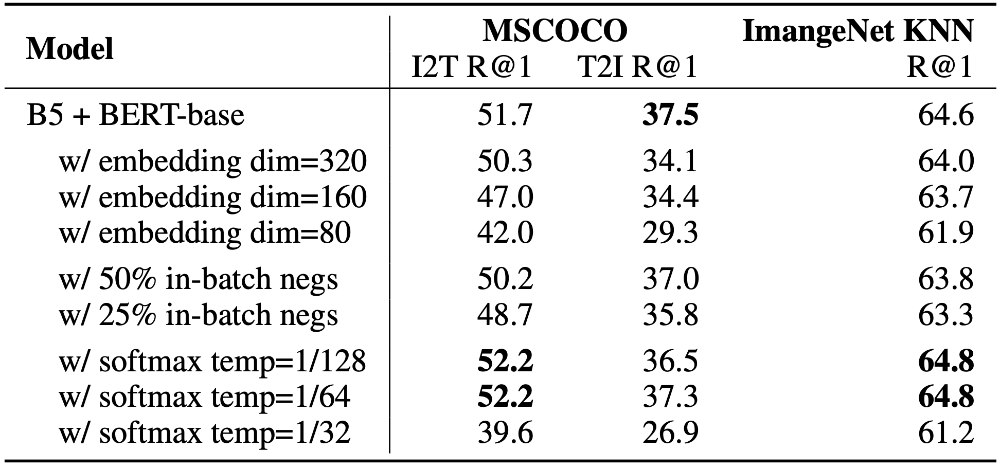 Model MSCOCO ImangeNet KNN
I2T R@1 T2I R@1 R@1
B5 + BERT-base 51.7 37.5 64.6
w/ embedding dim=320 50.3 34.1 64.0
w/ embedding dim=160 47.0 34.4 63.7
w/ embedding dim=80 42.0 29.3 61.9
w/ 50% in-batch negs 50.2 37.0 63.8
w/ 25% in-batch negs 48.7 35.8 63.3
w/ softmax temp=1/128 52.2 36.5 64.8
w/ softmax temp=1/64 52.2 37.3 64.8
w/ softmax temp=1/32 39.6 26.9 61.2